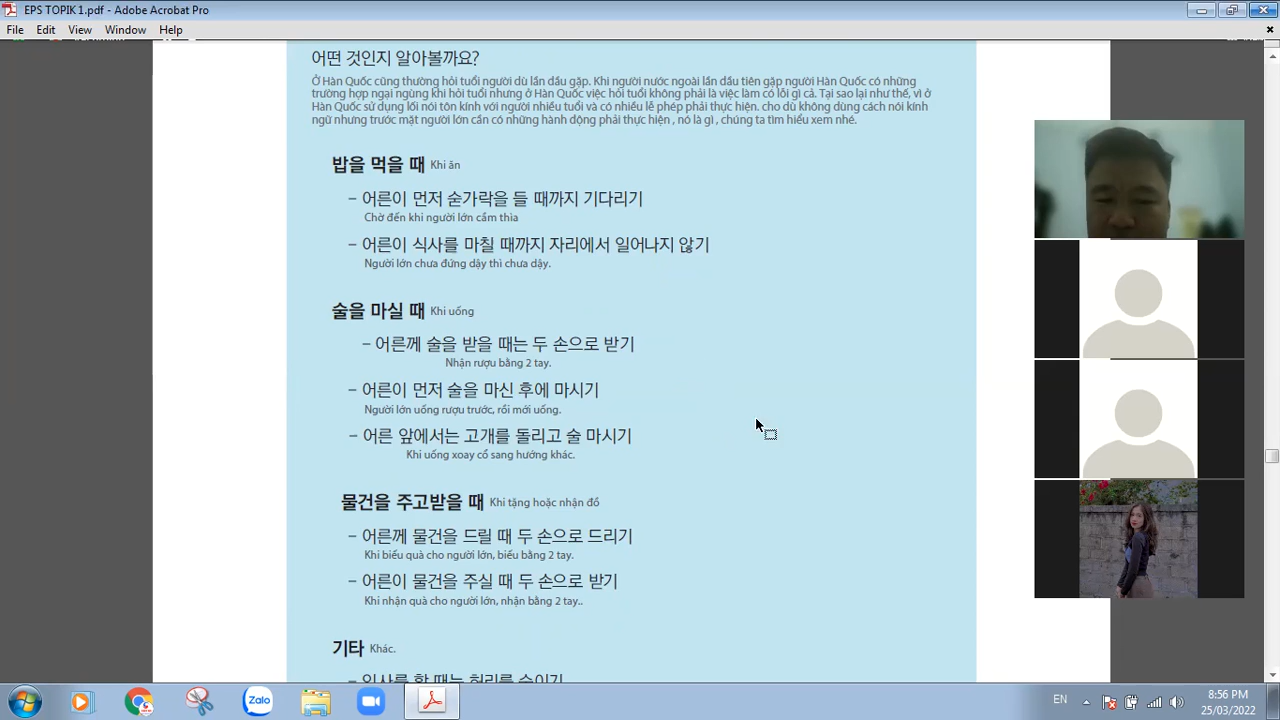 EPS TOPIK 1.pdf - Adobe Acrobat Pro
File Edit View Window Help
어떤 것인지 알아볼까요?
Ở Hàn Quốc cũng thường hỏi tuổi người dù lần đầu gặp. Khi người nước ngoài lần đầu tiên gặp người Hàn Quốc có những
trường hợp ngại ngùng khi hỏi tuổi nhưng ở Hàn Quốc việc hỏi tuổi không phải là việc làm có lỗi gì cả. Tại sao lại như thế, vì ở
Hàn Quốc sử dụng lối nói tôn kính với người nhiều tuổi và có nhiều lễ phép phải thực hiện. cho dù không dùng cách nói kính
ngữ nhưng trước mặt người lớn cần có những hành động phải thực hiện , nó là gì , chúng ta tìm hiểu xem nhé.
밥을 먹을 때 Khi ăn
– 어른이 먼저 숟가락을 들 때까지 기다리기
Chờ đến khi người lớn cầm thìa
– 어른이 식사를 마칠 때까지 자리에서 일어나지 않기
Người lớn chưa đứng dậy thì chưa dậy.
술을 마실 때 Khi uống
– 어른께 술을 받을 때는 두 손으로 받기
Nhận rượu bằng 2 tay.
– 어른이 먼저 술을 마신 후에 마시기
Người lớn uống rượu trước, rồi mới uống.
– 어른 앞에서는 고개를 돌리고 술 마시기
Khi uống xoay cổ sang hướng khác.
물건을 주고받을 때 Khi tặng hoặc nhận đồ
– 어른께 물건을 드릴 때 두 손으로 드리기
Khi biếu quà cho người lớn, biếu bằng 2 tay.
– 어른이 물건을 주실 때 두 손으로 받기
Khi nhận quà cho người lớn, nhận bằng 2 tay..
기타 Khác.
– 인사를 할 때는 허리를 숙이기
Zalo
EN
8:56 PM
25/03/2022